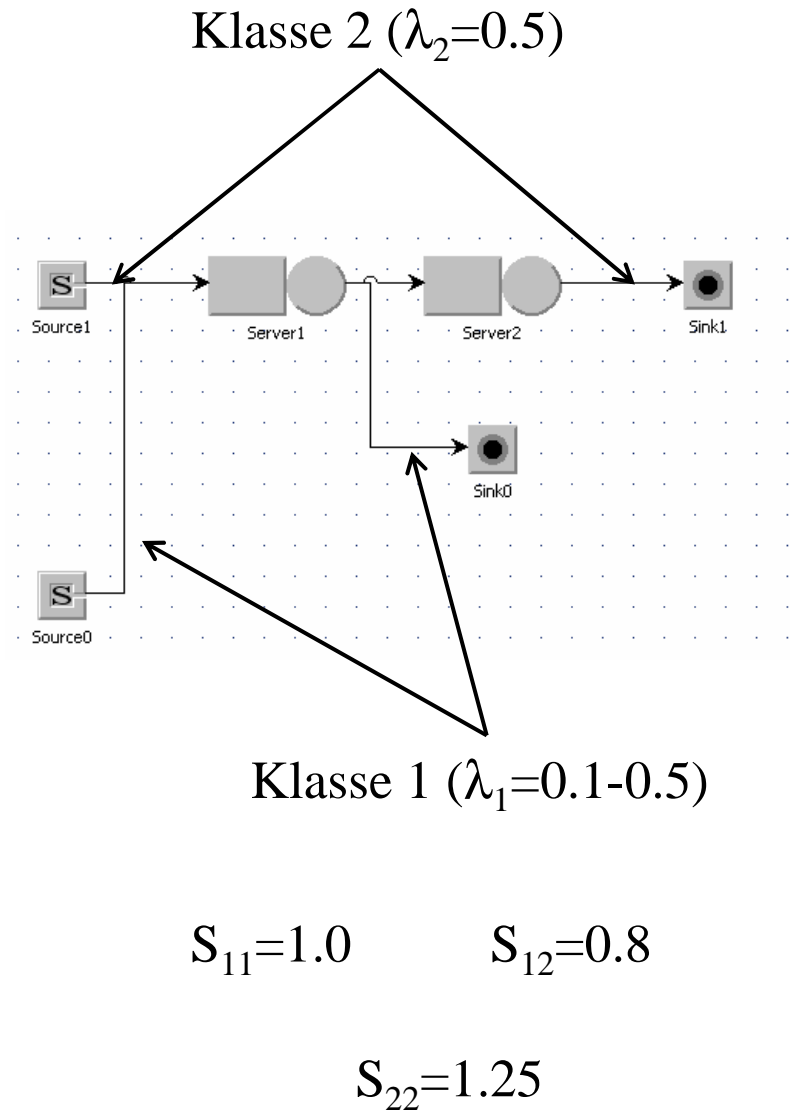 Klasse 2 (λ₂=0.5)
S
Source1
Server1
Server2
Sink1
Sink0
S
Source0
Klasse 1 (λ₁=0.1-0.5)
S₁₁=1.0 S₁₂=0.8
S₂₂=1.25